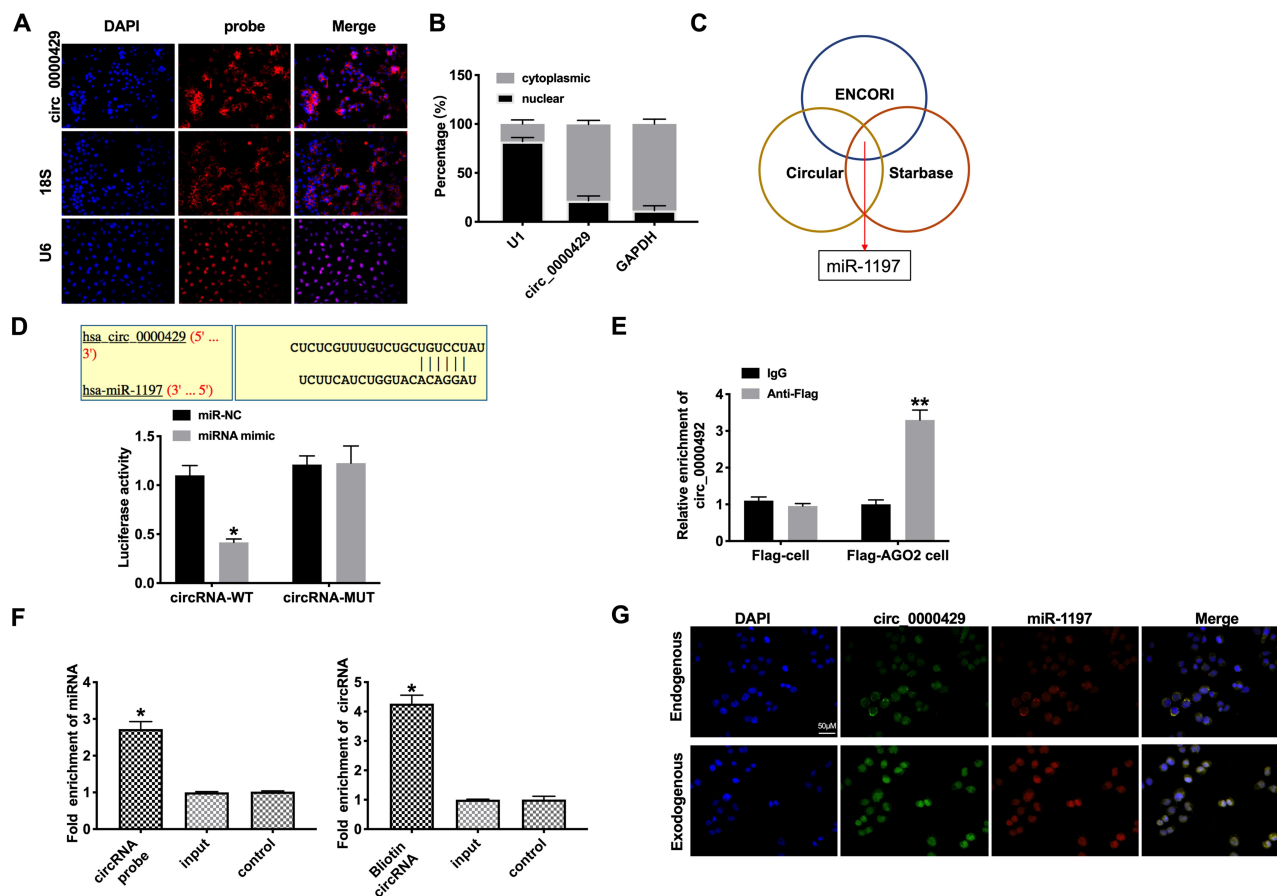 A
DAPI
probe
Merge
circ_0000429
18S
U6
B
cytoplasmic
nuclear
Percentage (%)
150
100
50
0
U1
circ_0000429
GAPDH
C
ENCORI
Circular
Starbase
miR-1197
D
hsa_circ_0000429 (5' ...
3')
hsa-miR-1197 (3' ... 5')
CUCUCGUUUGUCUGCUGUCCUAU
||||||
UCUUCAUCUGGUACACAGGAU
miR-NC
miRNA mimic
Luciferase activity
1.5
1.0
0.5
0.0
*
circRNA-WT
circRNA-MUT
E
IgG
Anti-Flag
Relative enrichment of
circ_0000492
4
3
2
1
0
**
Flag-cell
Flag-AGO2 cell
F
Fold enrichment of miRNA
4
3
2
1
0
*
circRNA
probe
input
control
Fold enrichment of circRNA
5
4
3
2
1
0
*
Bliotin
circRNA
input
control
G
DAPI
circ_0000429
miR-1197
Merge
Endogenous
50μM
Exodogenous